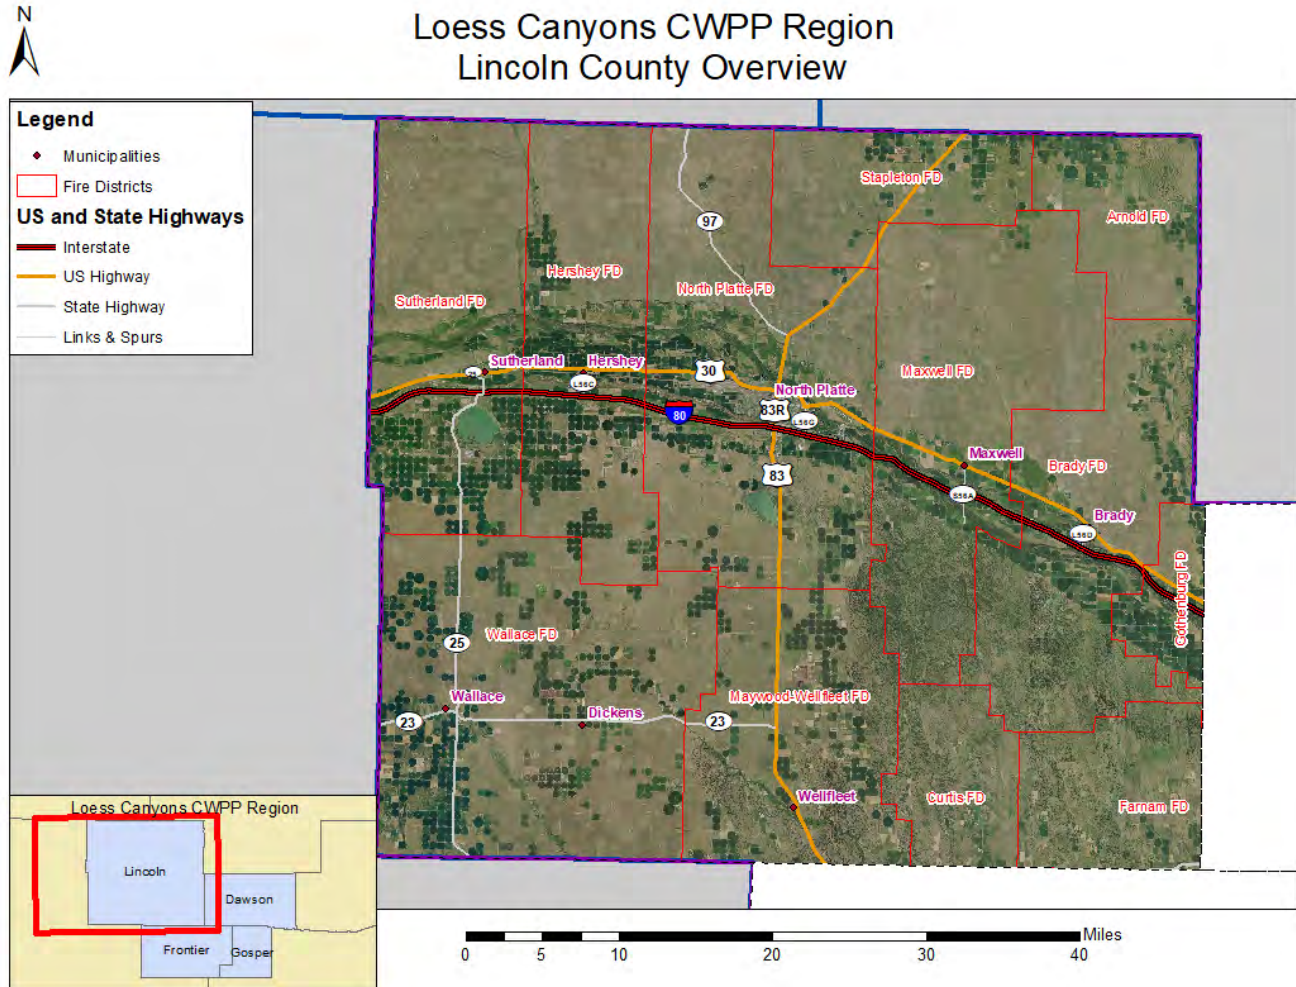 N
Loess Canyons CWPP Region
Lincoln County Overview
Legend
Municipalities
Fire Districts
US and State Highways
Interstate
US Highway
State Highway
Links & Spurs
Stapleton FD
Arnold FD
97
Hershey FD
North Platte FD
Sutherland FD
Sutherland
Hershey
25
L56C
30
Maxwell FD
North Platte
80
83R
L56G
Maxwell
Brady FD
83
S56A
Brady
L56D
Gothenburg FD
25
Wallace FD
Wallace
Maywood-Wellfleet FD
23
Dickens
23
Wellfleet
Curtis FD
Farnam FD
Loess Canyons CWPP Region
Lincoln
Dawson
Frontier
Gosper
Miles
0 5 10 20 30 40